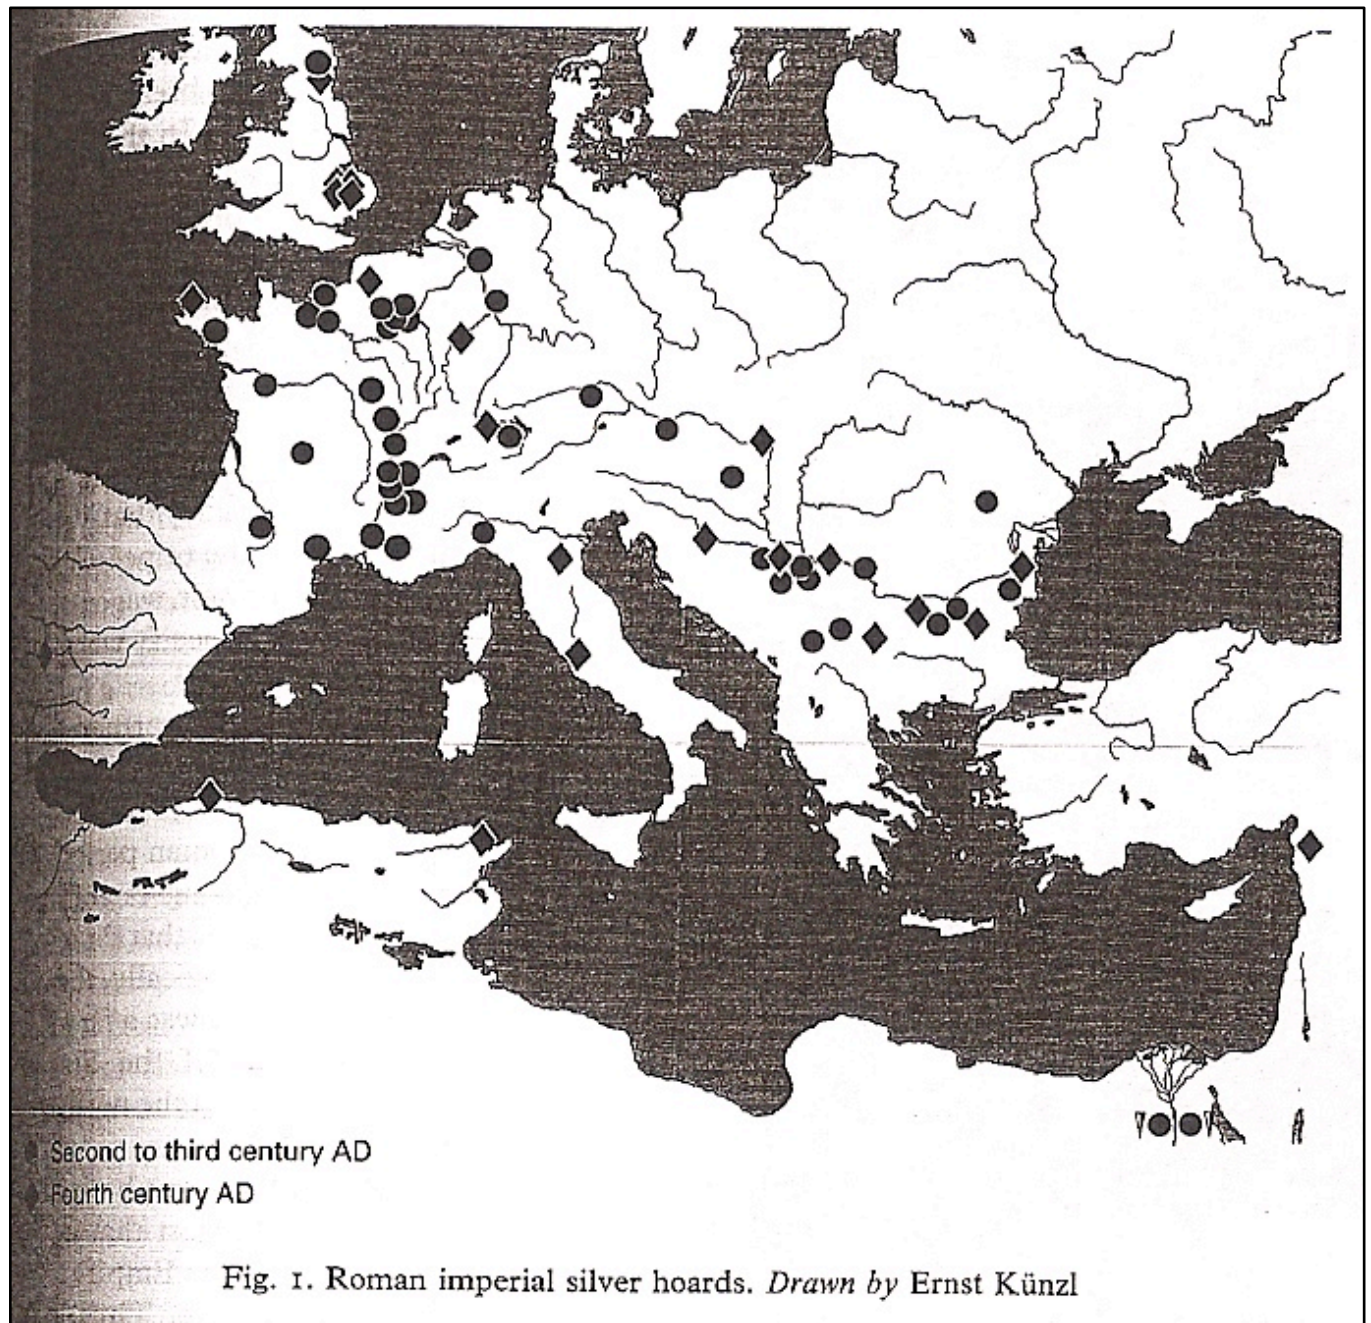 Second to third century AD
Fourth century AD
Fig. 1. Roman imperial silver hoards. Drawn by Ernst Künzl